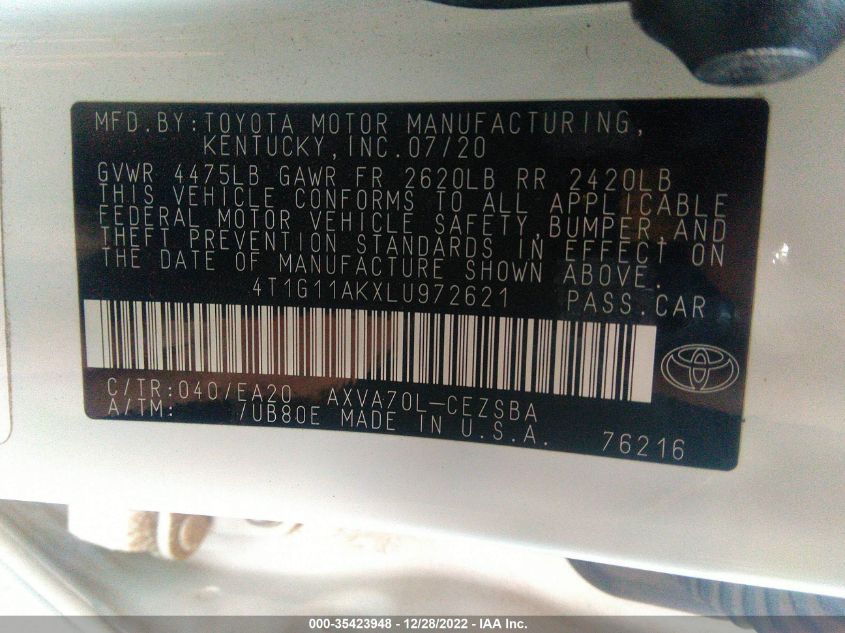 MFD.BY:TOYOTA MOTOR MANUFACTURING,
KENTUCKY,INC.07/20
GVWR 4475LB GAWR FR 2620LB RR 2420LB
THIS VEHICLE CONFORMS TO ALL APPLICABLE
FEDERAL MOTOR VEHICLE SAFETY,BUMPER,AND
THEFT PREVENTION STANDARDS IN EFFECT ON
THE DATE OF MANUFACTURE SHOWN ABOVE.
4T1G11AKXLU972621 PASS.CAR
C/TR:040/EA20 AXVA70L-CEZSBA
A/TM: /UB80E MADE IN U.S.A. 76216
000-35423948 - 12/28/2022 - IAA Inc.